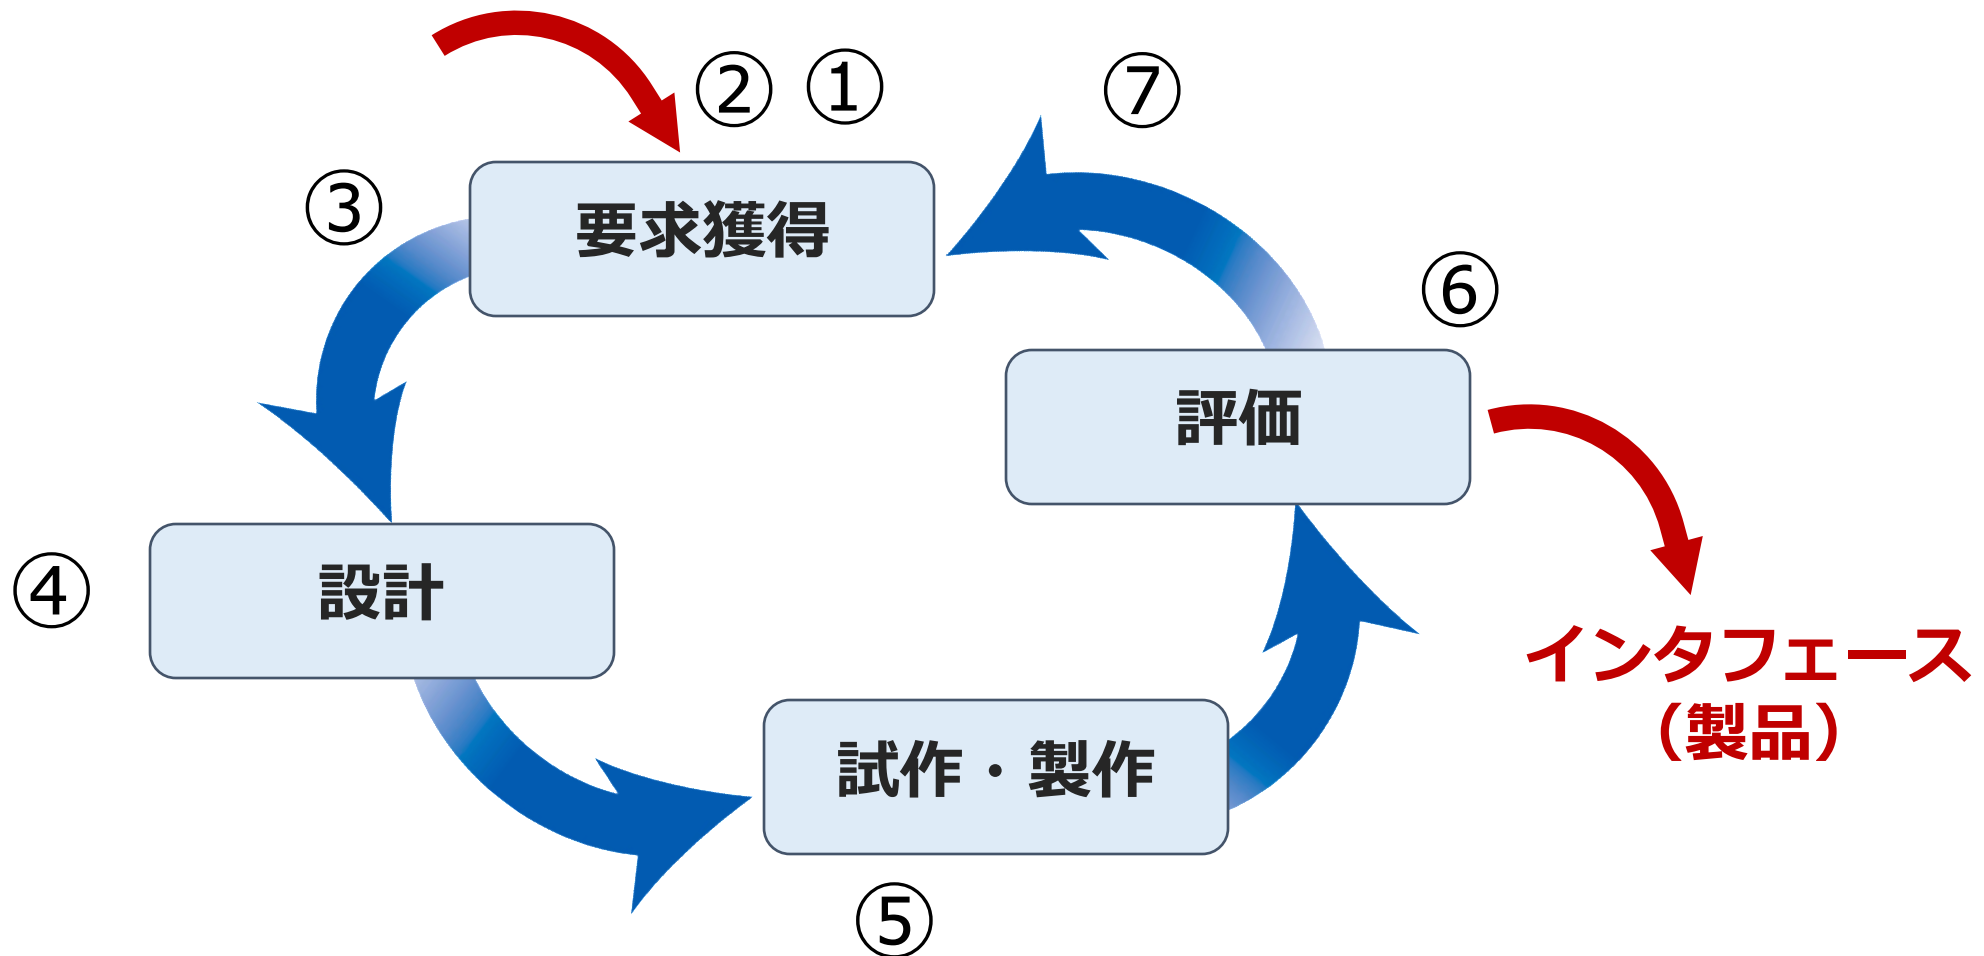 ② ①
⑦
③
要求獲得
⑥
評価
④
設計
インタフェース
（製品）
試作・製作
⑤